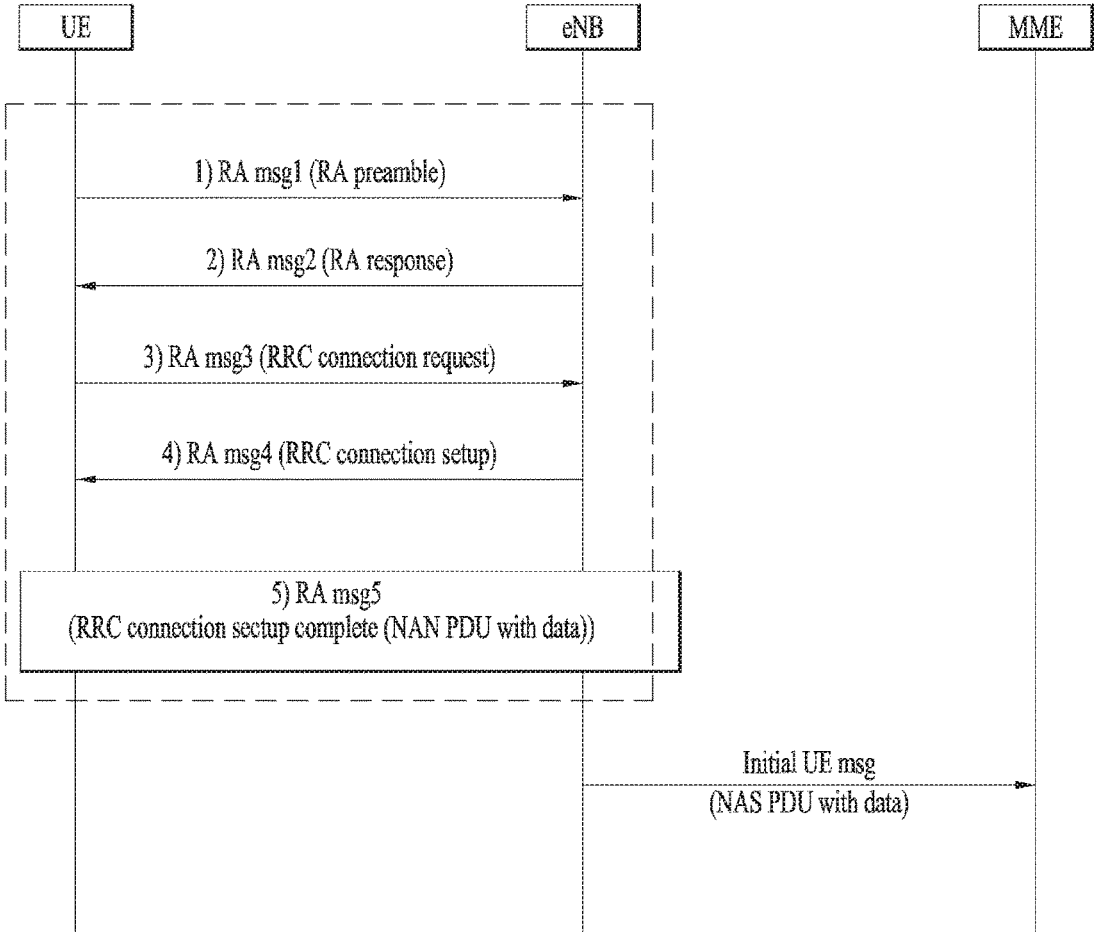 UE
eNB
MME
1) RA msg1 (RA preamble)
2) RA msg2 (RA response)
3) RA msg3 (RRC connection request)
4) RA msg4 (RRC connection setup)
5) RA msg5
(RRC connection sectup complete (NAN PDU with data))
Initial UE msg
(NAS PDU with data)